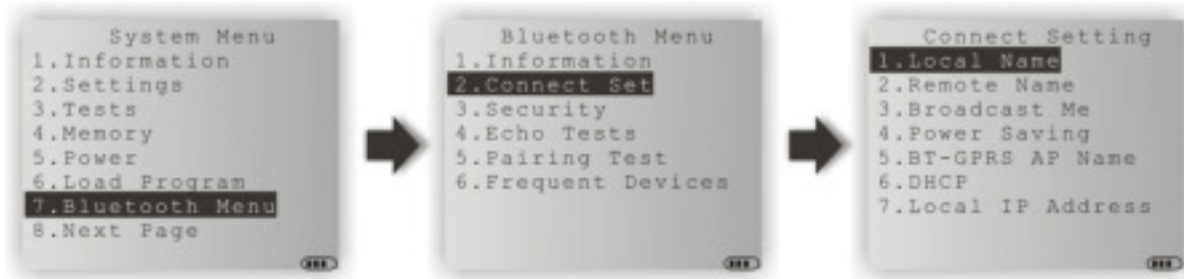 System Menu
1.Information
2.Settings
3.Tests
4.Memory
5.Power
6.Load Program
7.Bluetooth Menu
8.Next Page
Bluetooth Menu
1.Information
2.Connect Set
3.Security
4.Echo Tests
5.Pairing Test
6.Frequent Devices
Connect Setting
1.Local Name
2.Remote Name
3.Broadcast Me
4.Power Saving
5.BT-GPRS AP Name
6.DHCP
7.Local IP Address